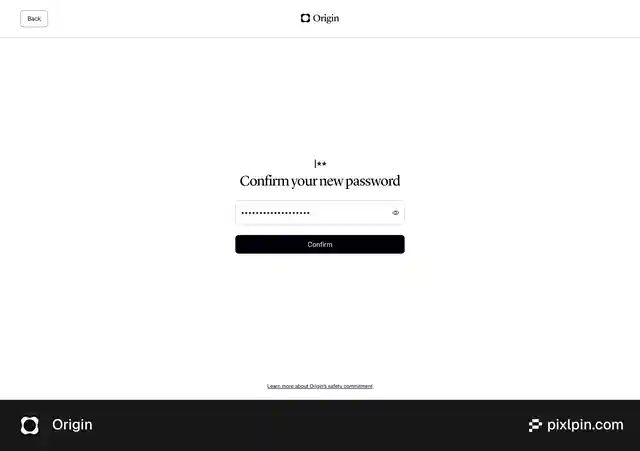 Back
Origin
|**
Confirm your new password
•••••••••••••••••••
Confirm
Learn more about Origin's safety commitment
Origin
pixlpin.com